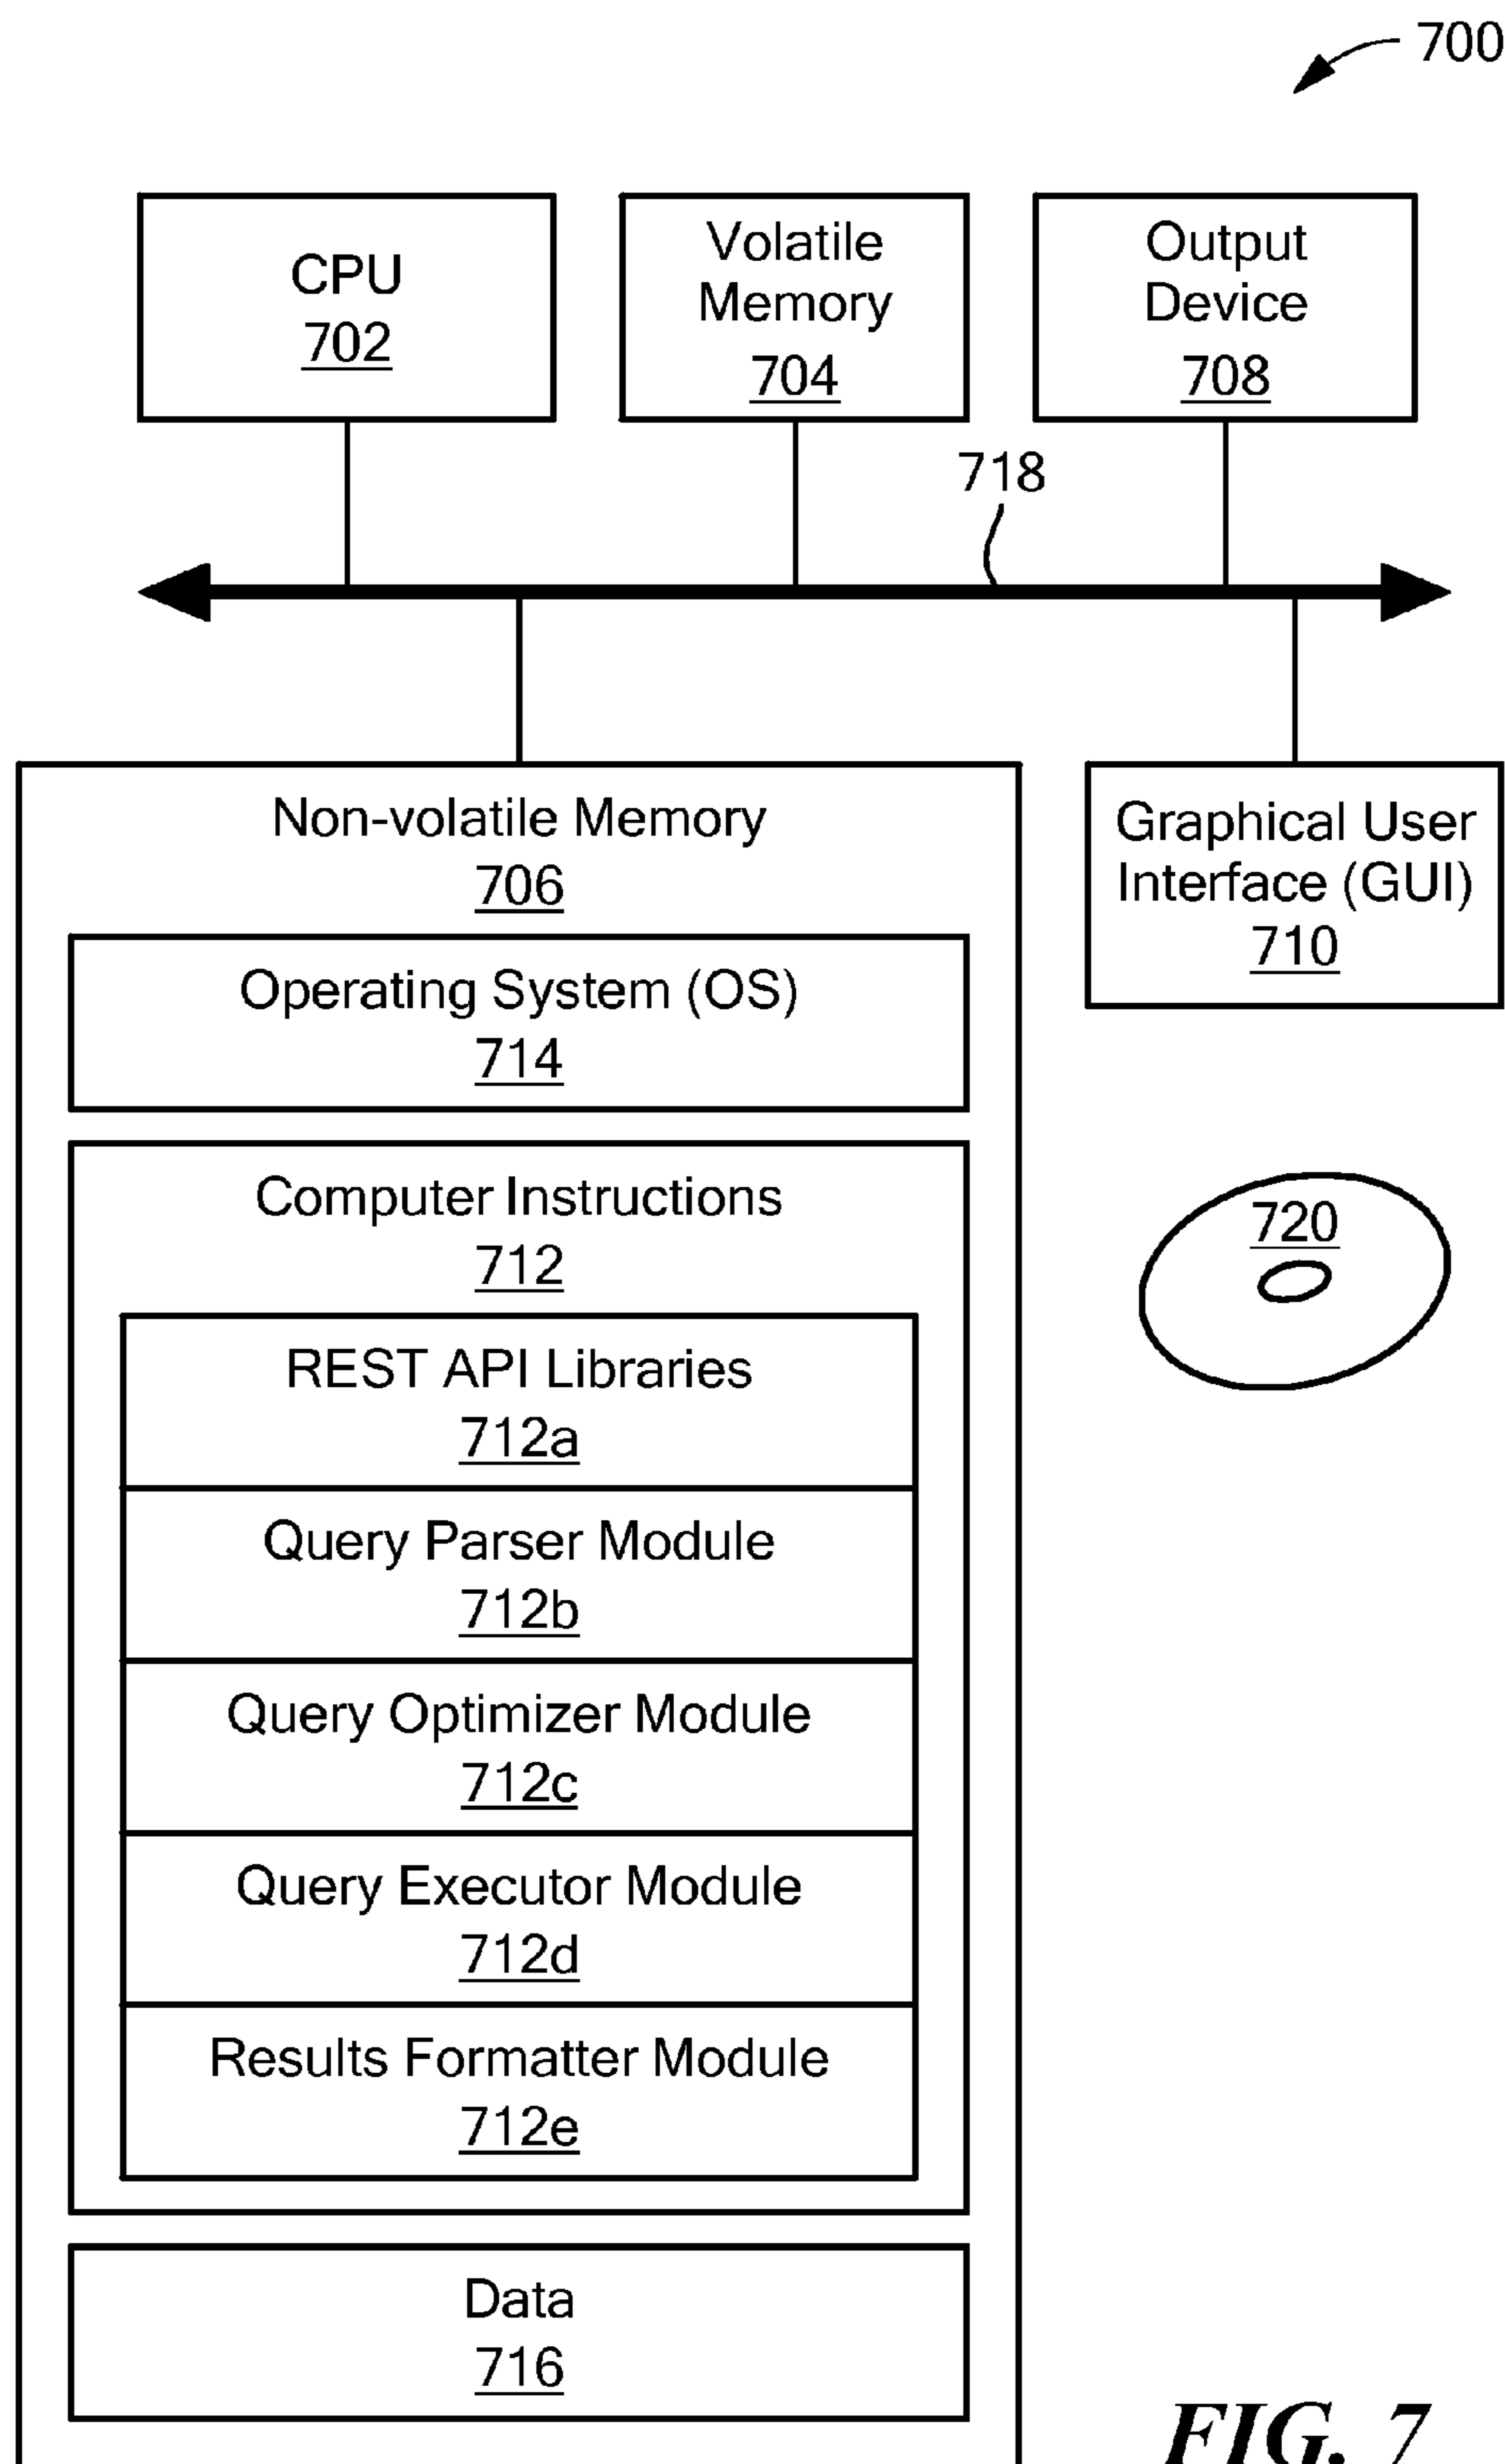 700
CPU
702
Volatile
Memory
704
Output
Device
708
718
Non-volatile Memory
706
Operating System (OS)
714
Computer Instructions
712
REST API Libraries
712a
Query Parser Module
712b
Query Optimizer Module
712c
Query Executor Module
712d
Results Formatter Module
712e
Data
716
Graphical User
Interface (GUI)
710
720
FIG. 7